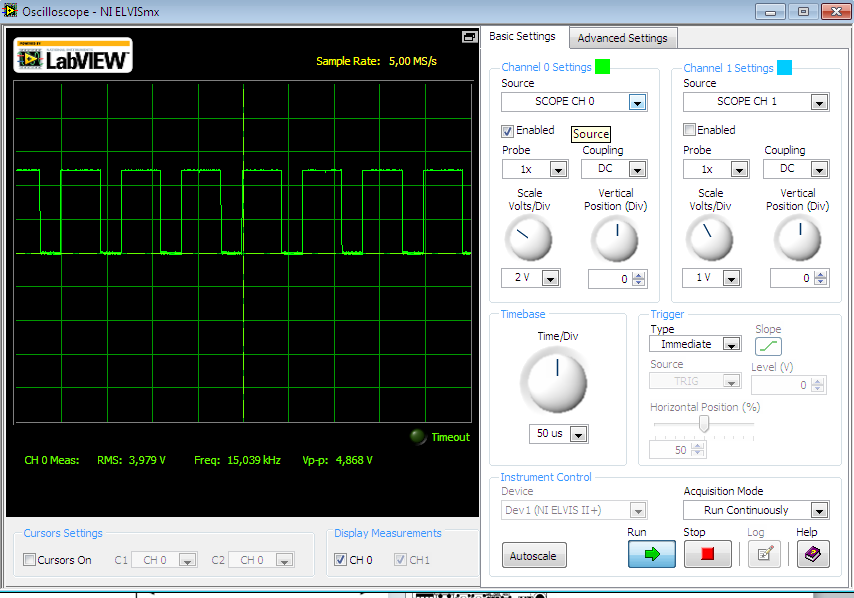 Oscilloscope - NI ELVISmx
POWERED BY
NATIONAL INSTRUMENTS
LabVIEW™
Sample Rate: 5,00 MS/s
Timeout
CH 0 Meas: RMS: 3,979 V Freq: 15,039 kHz Vp-p: 4,868 V
Cursors Settings
Cursors On C1 CH 0 C2 CH 0
Display Measurements
CH 0 CH1
Basic Settings Advanced Settings
Channel 0 Settings
Source
SCOPE CH 0
Enabled
Source
Probe Coupling
1x DC
Scale Vertical
Volts/Div Position (Div)
2 V 0
Channel 1 Settings
Source
SCOPE CH 1
Enabled
Probe Coupling
1x DC
Scale Vertical
Volts/Div Position (Div)
1 V 0
Timebase
Time/Div
50 us
Trigger
Type Slope
Immediate
Source Level (V)
TRIG 0
Horizontal Position (%)
50
Instrument Control
Device Acquisition Mode
Dev1 (NI ELVIS II+) Run Continuously
Run Stop Log Help
Autoscale